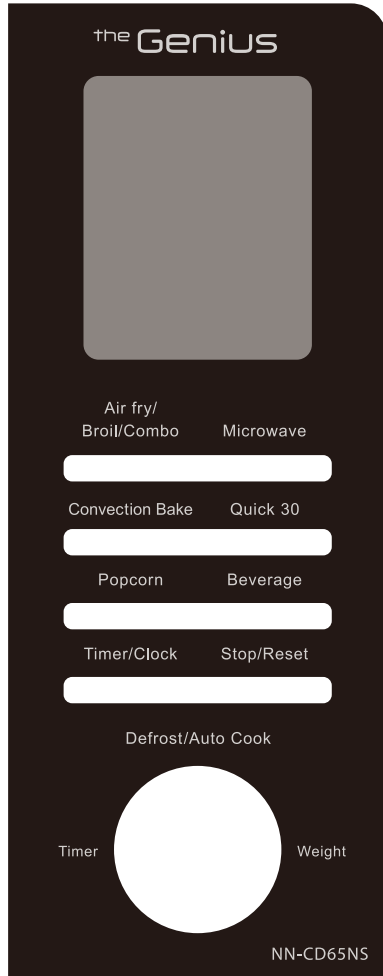 the Genius
Air fry/
Broil/Combo Microwave
Convection Bake Quick 30
Popcorn Beverage
Timer/Clock Stop/Reset
Defrost/Auto Cook
Timer Weight
NN-CD65NS